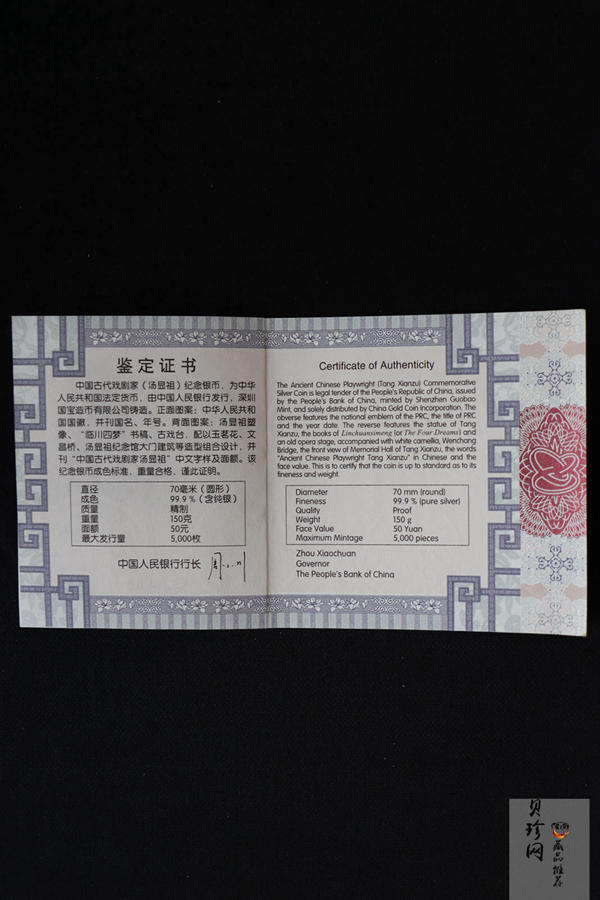 鉴定证书
中国古代戏剧家（汤显祖）纪念银币，为中华
人民共和国法定货币，由中国人民银行发行，深圳
国宝造币有限公司铸造。正面图案：中华人民共和
国国徽，并刊国名、年号。背面图案：汤显祖塑
像、“临川四梦”书稿、古戏台，配以玉茗花、文
昌桥、汤显祖纪念馆大门建筑等造型组合设计，并
刊“中国古代戏剧家汤显祖”中文字样及面额。该
纪念银币成色标准，重量合格，谨此证明。
直径 70毫米（圆形）
成色 99.9％（含纯银）
质量 精制
重量 150克
面额 50元
最大发行量 5,000枚
中国人民银行行长 周小川
Certificate of Authenticity
The Ancient Chinese Playwright (Tang Xianzu) Commemorative
Silver Coin is legal tender of the People's Republic of China, issued
by the People's Bank of China, minted by Shenzhen Guobao
Mint, and solely distributed by China Gold Coin Incorporation. The
obverse features the national emblem of the PRC, the title of PRC
and the year date. The reverse features the statue of Tang
Xianzu, the books of Linchuansimeng (or The Four Dreams) and
an old opera stage, accompanied with white camellia, Wenchang
Bridge, the front view of Memorial Hall of Tang Xianzu, the words
"Ancient Chinese Playwright Tang Xianzu" in Chinese and the
face value. This is to certify that the coin is up to standard as to its
fineness and weight.
Diameter 70 mm (round)
Fineness 99.9 % (pure silver)
Quality Proof
Weight 150 g
Face Value 50 Yuan
Maximum Mintage 5,000 pieces
Zhou Xiaochuan
Governor
The People's Bank of China
贝珍网
藏品推荐